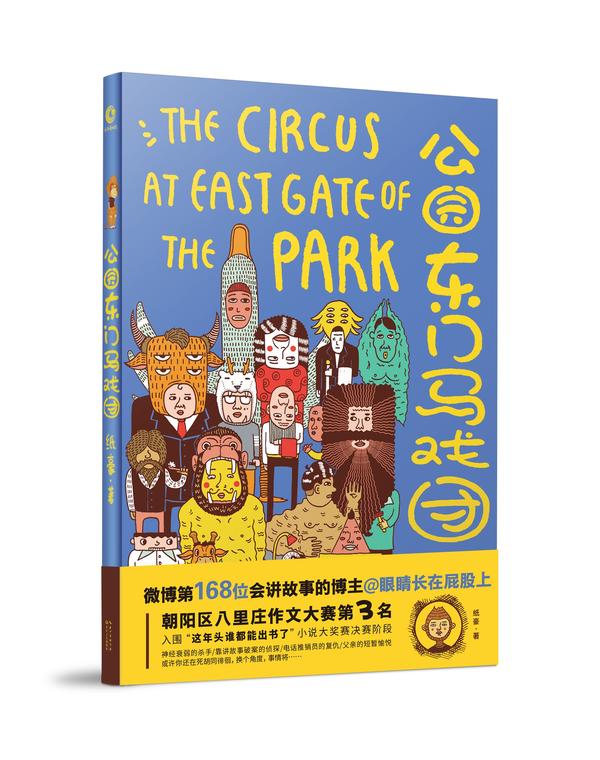 THE CIRCUS
AT EAST GATE OF
THE PARK
公园东门马戏团
公园东门马戏团
纸豪·著
微博第168位会讲故事的博主@眼睛长在屁股上
朝阳区八里庄作文大赛第3名
入围“这年头谁都能出书了”小说大奖赛决赛阶段
神经衰弱的杀手/靠讲故事破案的侦探/电话推销员的复仇/父亲的短暂愉悦
或许你还在死胡同徘徊,换个角度,事情将……
纸豪·著